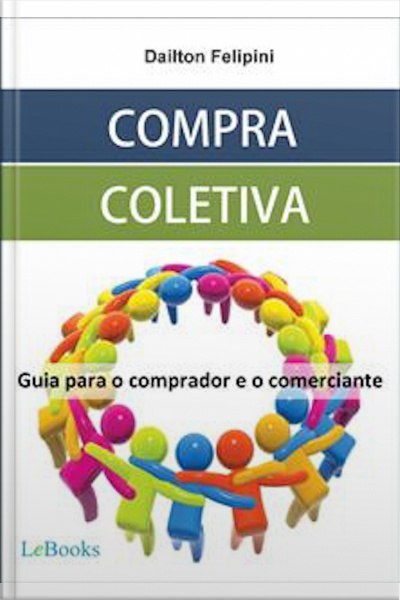 Dailton Felipini
COMPRA
COLETIVA
Guia para o comprador e o comerciante
LeBooks